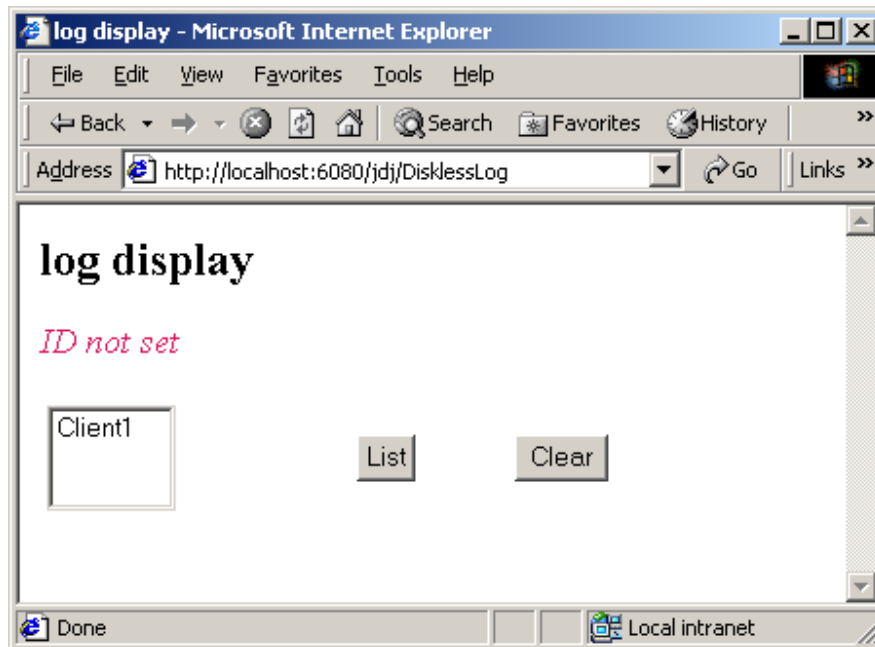 log display - Microsoft Internet Explorer
File Edit View Favorites Tools Help
Back Search Favorites History »
Address http://localhost:6080/jdj/DisklessLog Go Links »
log display
ID not set
Client1
List Clear
Done Local intranet